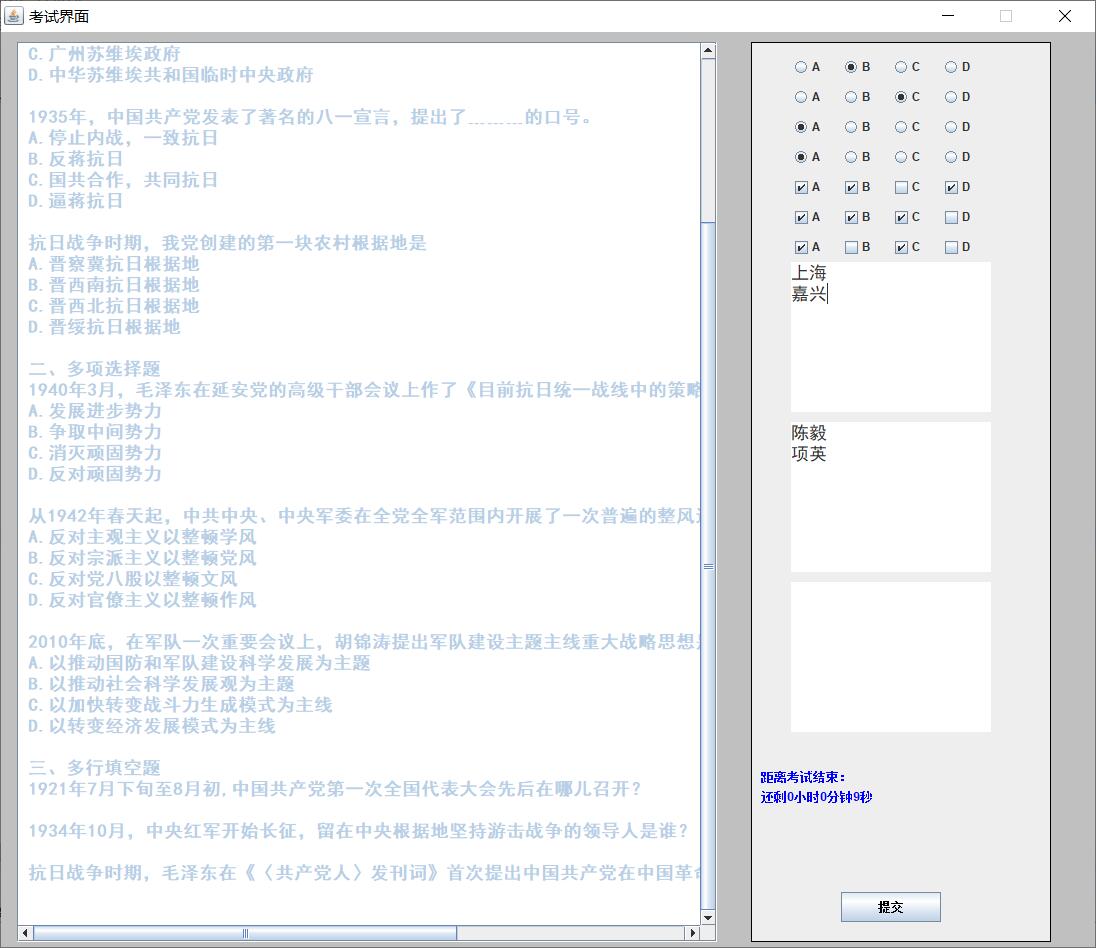 考试界面
C. 广州苏维埃政府
D. 中华苏维埃共和国临时中央政府
1935年，中国共产党发表了著名的八一宣言，提出了________的口号。
A. 停止内战，一致抗日
B. 反蒋抗日
C. 国共合作，共同抗日
D. 逼蒋抗日
抗日战争时期，我党创建的第一块农村根据地是
A. 晋察冀抗日根据地
B. 晋西南抗日根据地
C. 晋西北抗日根据地
D. 晋绥抗日根据地
二、多项选择题
1940年3月，毛泽东在延安党的高级干部会议上作了《目前抗日统一战线中的策略
A. 发展进步势力
B. 争取中间势力
C. 消灭顽固势力
D. 反对顽固势力
从1942年春天起，中共中央、中央军委在全党全军范围内开展了一次普遍的整风
A. 反对主观主义以整顿学风
B. 反对宗派主义以整顿党风
C. 反对党八股以整顿文风
D. 反对官僚主义以整顿作风
2010年底，在军队一次重要会议上，胡锦涛提出军队建设主题主线重大战略思想
A. 以推动国防和军队建设科学发展为主题
B. 以推动社会科学发展观为主题
C. 以加快转变战斗力生成模式为主线
D. 以转变经济发展模式为主线
三、多行填空题
1921年7月下旬至8月初,中国共产党第一次全国代表大会先后在哪儿召开？
1934年10月，中央红军开始长征，留在中央根据地坚持游击战争的领导人是谁？
抗日战争时期，毛泽东在《〈共产党人〉发刊词》首次提出中国共产党在中国革命
A B C D
A B C D
A B C D
A B C D
A B C D
A B C D
A B C D
上海
嘉兴
陈毅
项英
距离考试结束：
还剩0小时0分钟9秒
提交